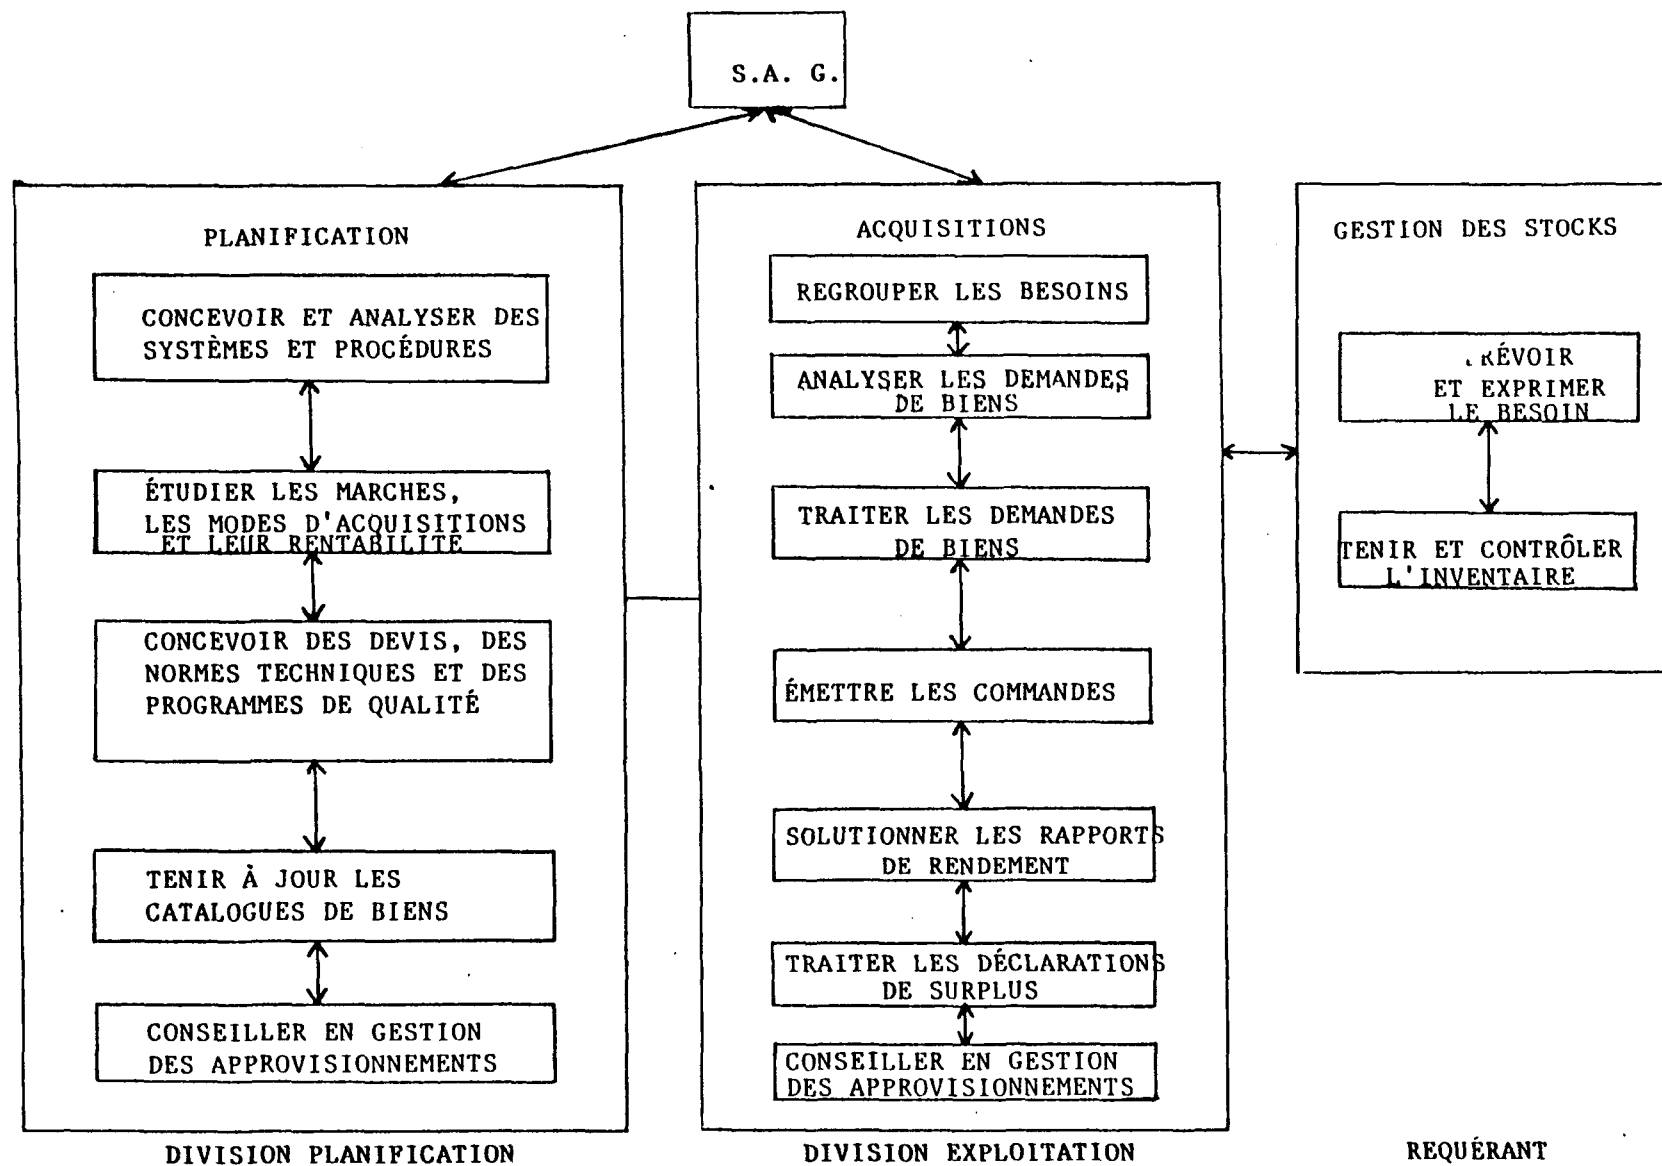 S.A. G.
PLANIFICATION
CONCEVOIR ET ANALYSER DES
SYSTÈMES ET PROCÉDURES
ÉTUDIER LES MARCHES,
LES MODES D'ACQUISITIONS
ET LEUR RENTABILITE
CONCEVOIR DES DEVIS, DES
NORMES TECHNIQUES ET DES
PROGRAMMES DE QUALITÉ
TENIR À JOUR LES
CATALOGUES DE BIENS
CONSEILLER EN GESTION
DES APPROVISIONNEMENTS
DIVISION PLANIFICATION
ACQUISITIONS
REGROUPER LES BESOINS
ANALYSER LES DEMANDES
DE BIENS
TRAITER LES DEMANDES
DE BIENS
ÉMETTRE LES COMMANDES
SOLUTIONNER LES RAPPORTS
DE RENDEMENT
TRAITER LES DÉCLARATIONS
DE SURPLUS
CONSEILLER EN GESTION
DES APPROVISIONNEMENTS
DIVISION EXPLOITATION
GESTION DES STOCKS
RÉVOIR
ET EXPRIMER
LE BESOIN
TENIR ET CONTRÔLER
L'INVENTAIRE
REQUÉRANT